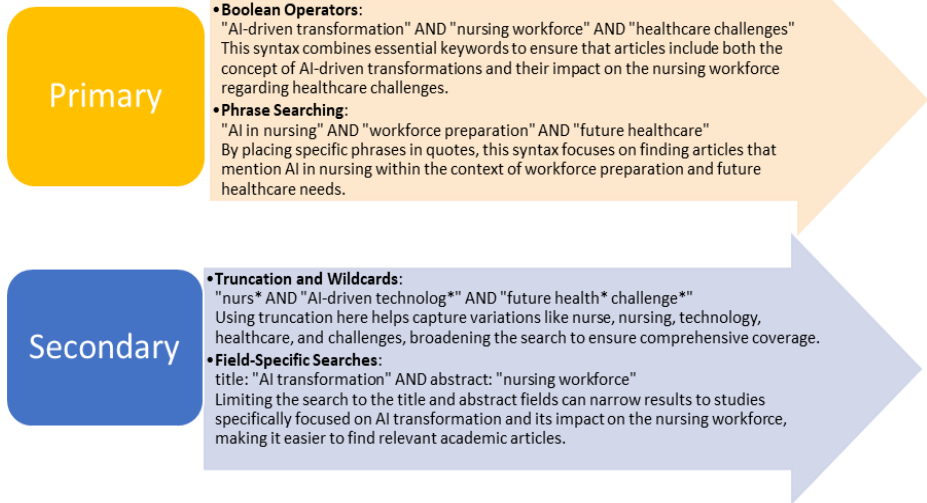 Primary
•Boolean Operators:
"AI-driven transformation" AND "nursing workforce" AND "healthcare challenges"
This syntax combines essential keywords to ensure that articles include both the
concept of AI-driven transformations and their impact on the nursing workforce
regarding healthcare challenges.
•Phrase Searching:
"AI in nursing" AND "workforce preparation" AND "future healthcare"
By placing specific phrases in quotes, this syntax focuses on finding articles that
mention AI in nursing within the context of workforce preparation and future
healthcare needs.
Secondary
•Truncation and Wildcards:
"nurs* AND "AI-driven technolog*" AND "future health* challenge*"
Using truncation here helps capture variations like nurse, nursing, technology,
healthcare, and challenges, broadening the search to ensure comprehensive coverage.
•Field-Specific Searches:
title: "AI transformation" AND abstract: "nursing workforce"
Limiting the search to the title and abstract fields can narrow results to studies
specifically focused on AI transformation and its impact on the nursing workforce,
making it easier to find relevant academic articles.